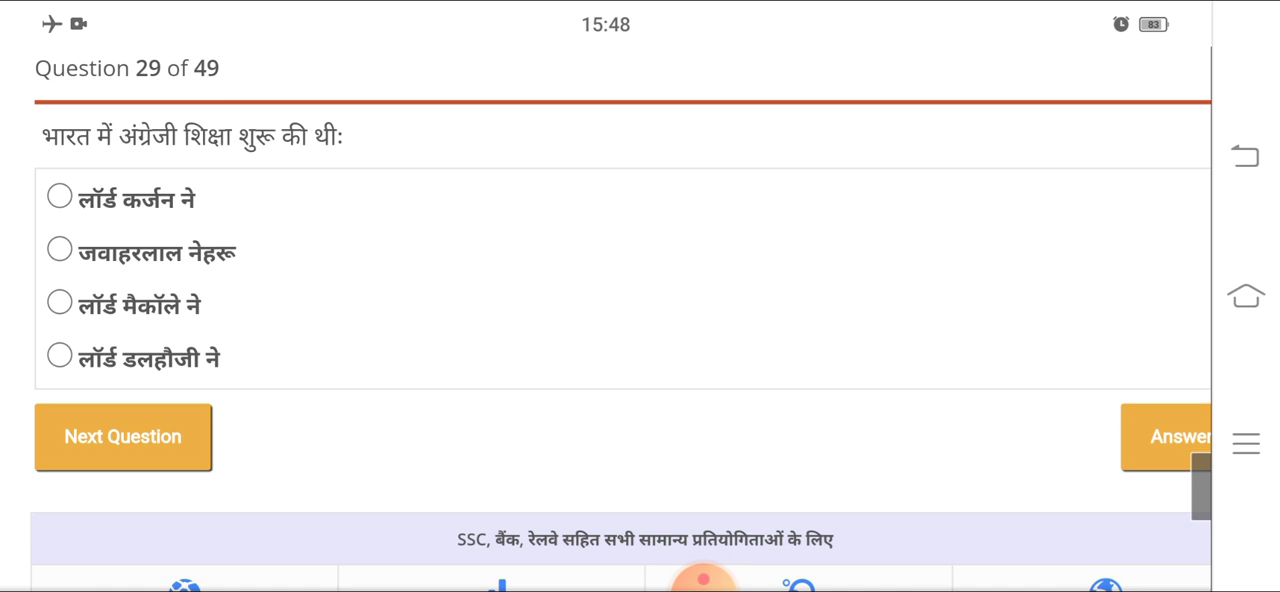 15:48
83
Question 29 of 49
भारत में अंग्रेजी शिक्षा शुरू की थी:
लॉर्ड कर्जन ने
जवाहरलाल नेहरू
लॉर्ड मैकॉले ने
लॉर्ड डलहौजी ने
Next Question
Answer
SSC, बैंक, रेलवे सहित सभी सामान्य प्रतियोगिताओं के लिए